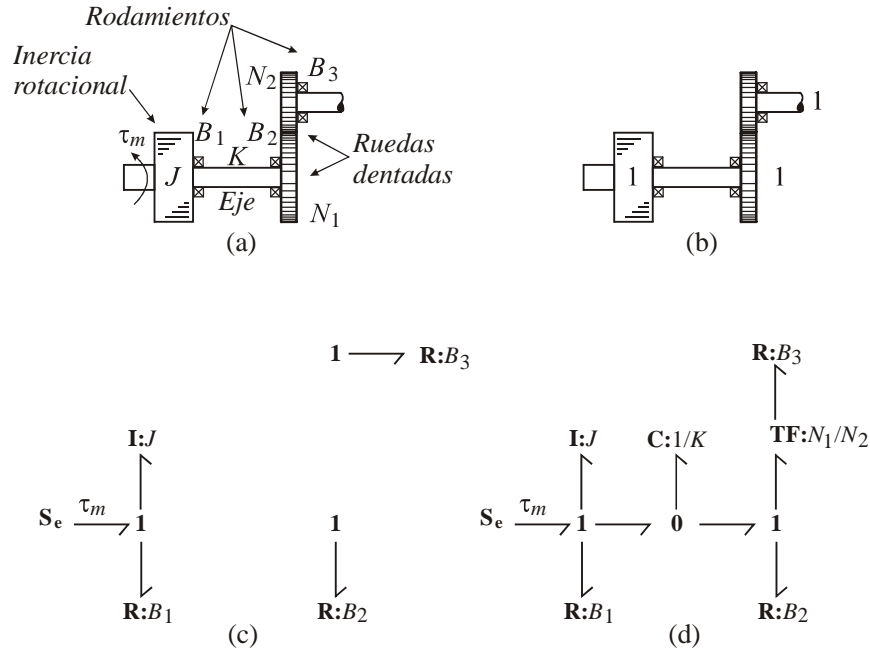 Rodamientos
Inercia
rotacional
N₂
B₃
τₘ
B₁
B₂
K
J
Eje
Ruedas
dentadas
N₁
(a)
1
1
1
(b)
1
R:B₃
I:J
Sₑ
τₘ
1
1
R:B₁
R:B₂
(c)
R:B₃
I:J
C:1/K
TF:N₁/N₂
Sₑ
τₘ
1
0
1
R:B₁
R:B₂
(d)